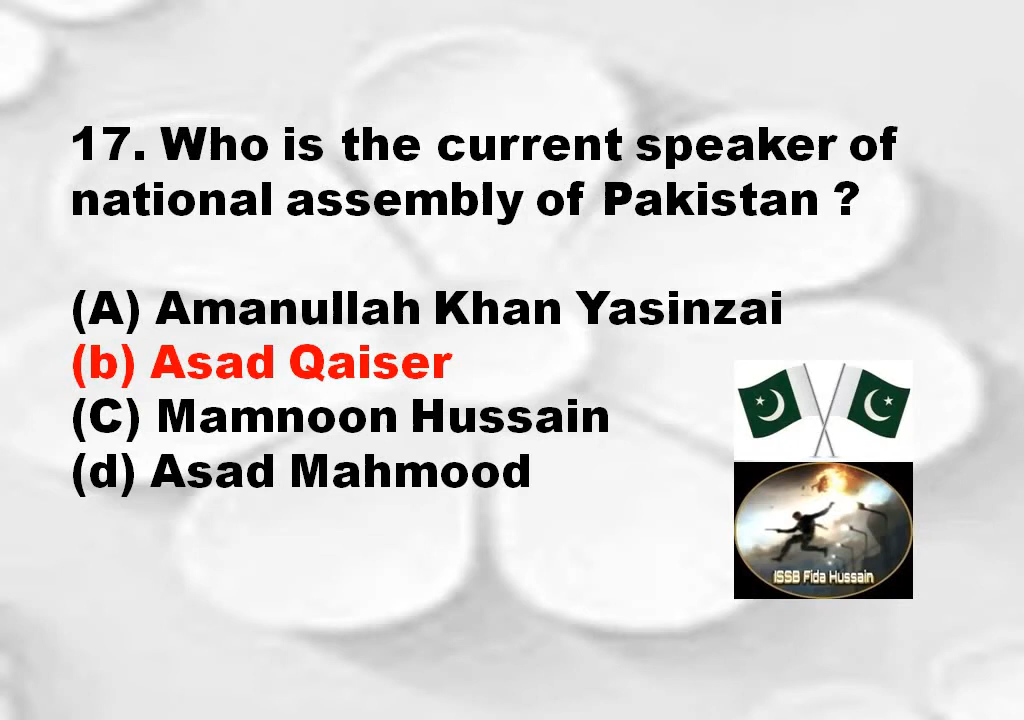 17. Who is the current speaker of
national assembly of Pakistan ?
(A) Amanullah Khan Yasinzai
(b) Asad Qaiser
(C) Mamnoon Hussain
(d) Asad Mahmood
ISSB Fida Hussain